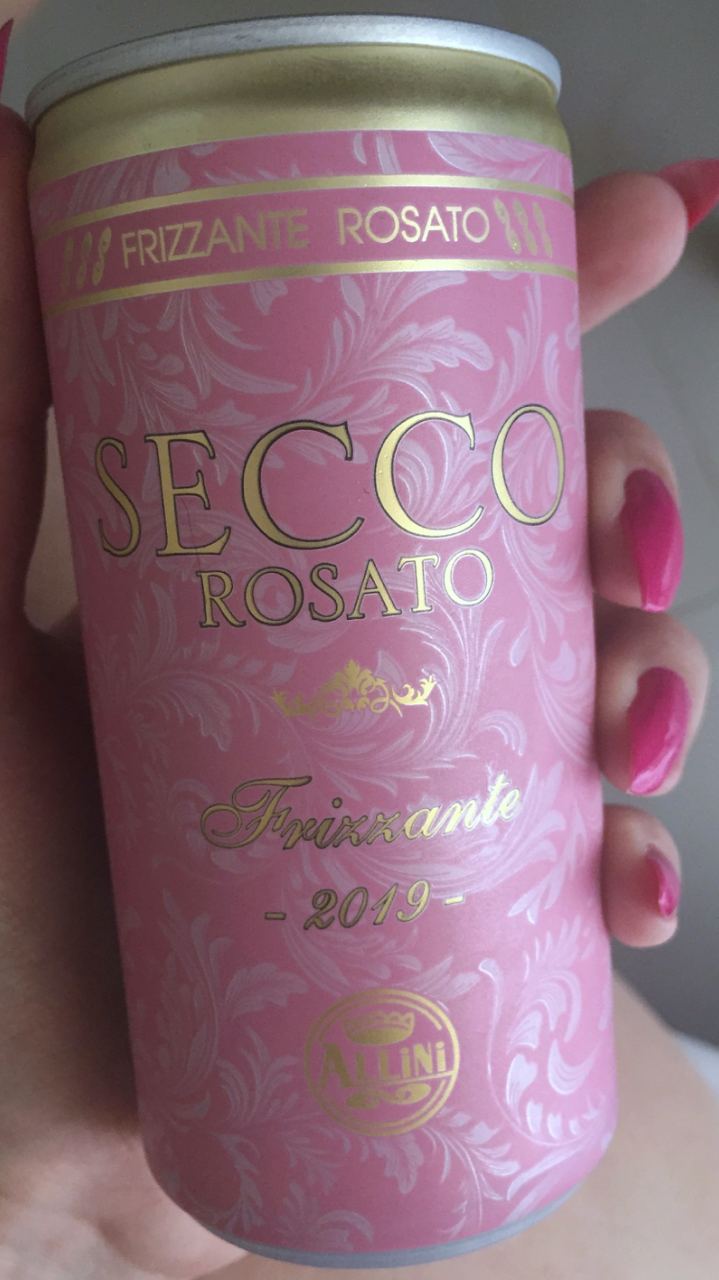 FRIZZANTE ROSATO
SECCO
ROSATO
Frizzante
- 2019 -
ALLiNi